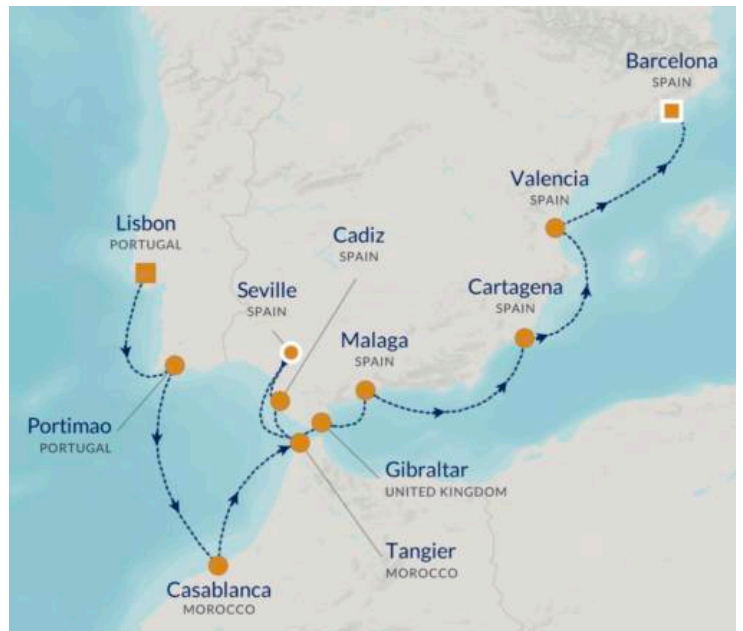 Barcelona
SPAIN
Valencia
SPAIN
Lisbon
PORTUGAL
Cadiz
SPAIN
Seville
SPAIN
Cartagena
SPAIN
Malaga
SPAIN
Portimao
PORTUGAL
Gibraltar
UNITED KINGDOM
Tangier
MOROCCO
Casablanca
MOROCCO